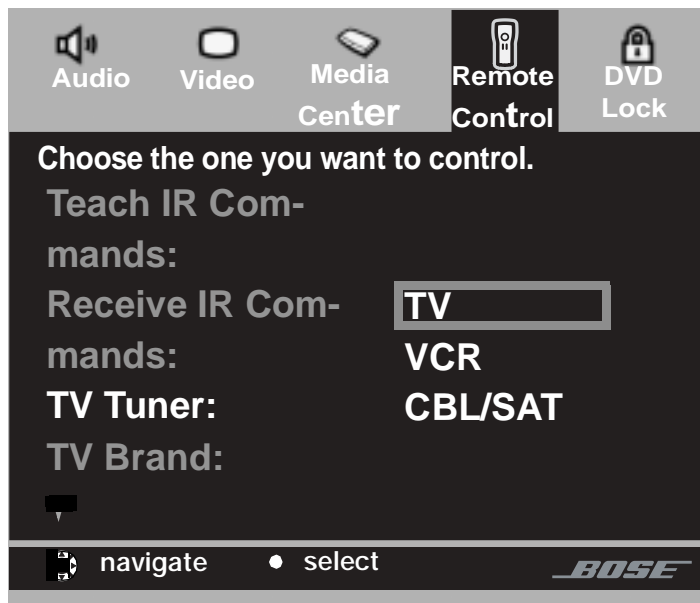 Audio Video Media Remote DVD
Center Control Lock
Choose the one you want to control.
Teach IR Com-
mands:
Receive IR Com- TV
mands: VCR
TV Tuner: CBL/SAT
TV Brand:
navigate select BOSE